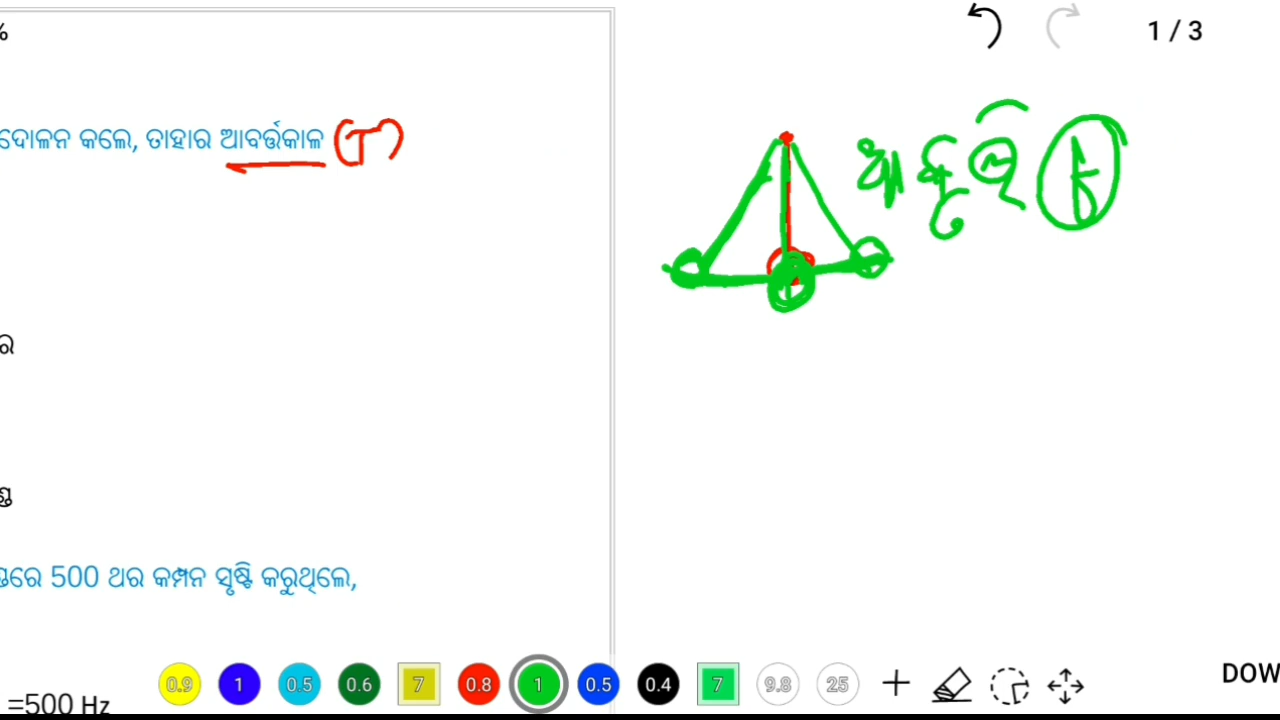 %
1 / 3
ଦୋଳନ କଲେ, ତାହାର ଆବର୍ତ୍ତକାଳ (T)
ଆବୃତ୍ତି f
ର
ଣ୍ଡ
ଣ୍ଡରେ 500 ଥର କମ୍ପନ ସୃଷ୍ଟି କରୁଥିଲେ,
0.9 1 0.5 0.6 7 0.8 1 0.5 0.4 7 9.8 25
DOW
=500 Hz